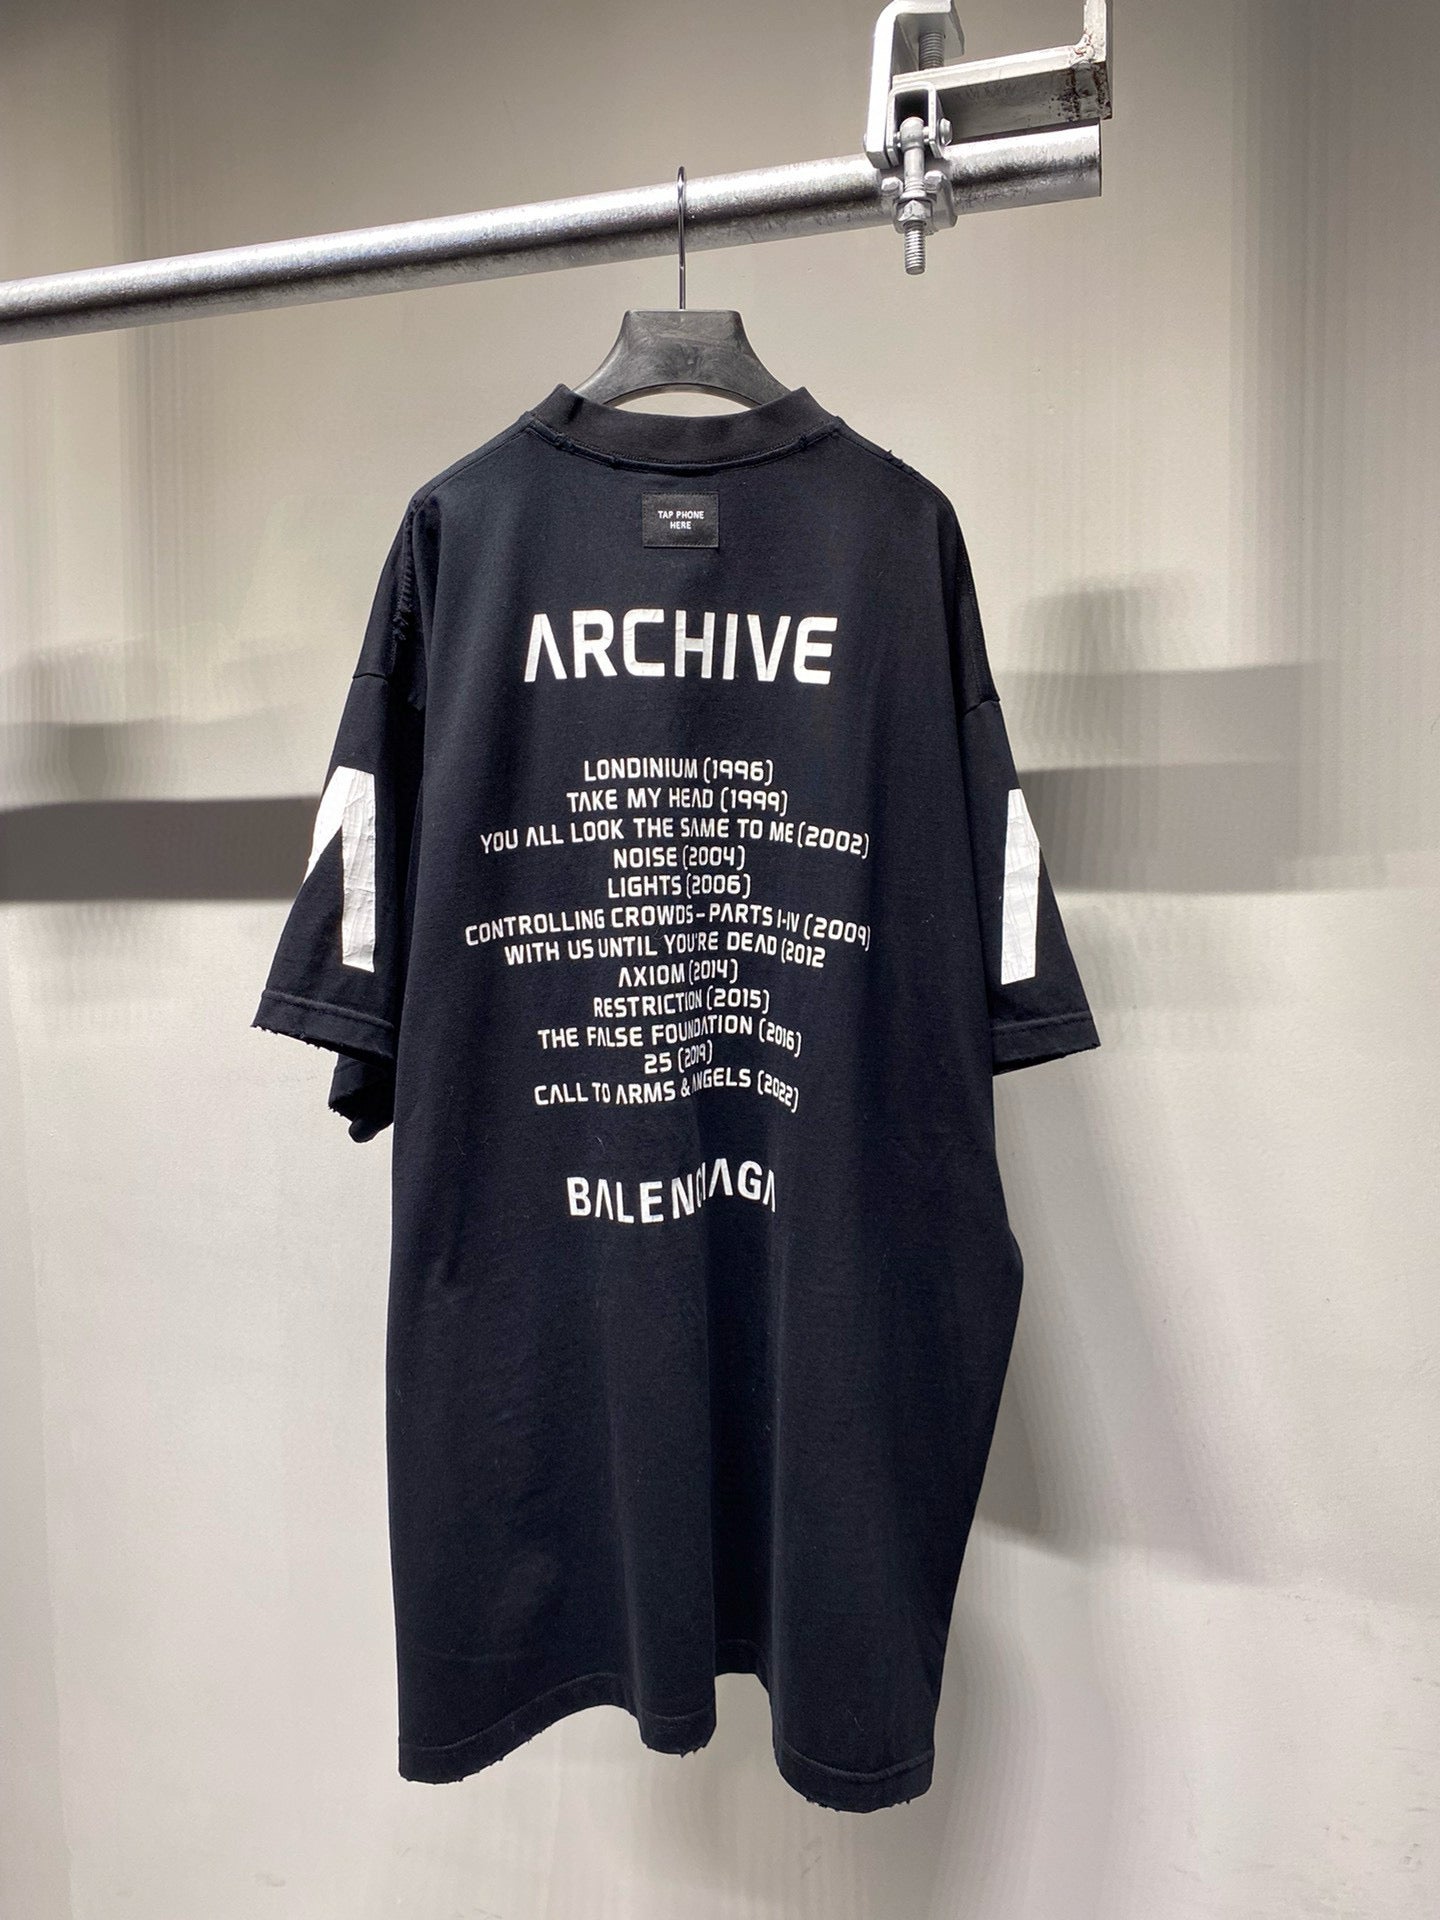 TAP PHONE
HERE
ARCHIVE
LONDINIUM (1996)
TAKE MY HEAD (1999)
YOU ALL LOOK THE SAME TO ME (2002)
NOISE (2004)
LIGHTS (2006)
CONTROLLING CROWDS - PARTS I-IV (2009)
WITH US UNTIL YOU'RE DEAD (2012
AXIOM (2014)
RESTRICTION (2015)
THE FALSE FOUNDATION (2016)
25 (2019)
CALL TO ARMS & ANGELS (2022)
BALENCIAGA